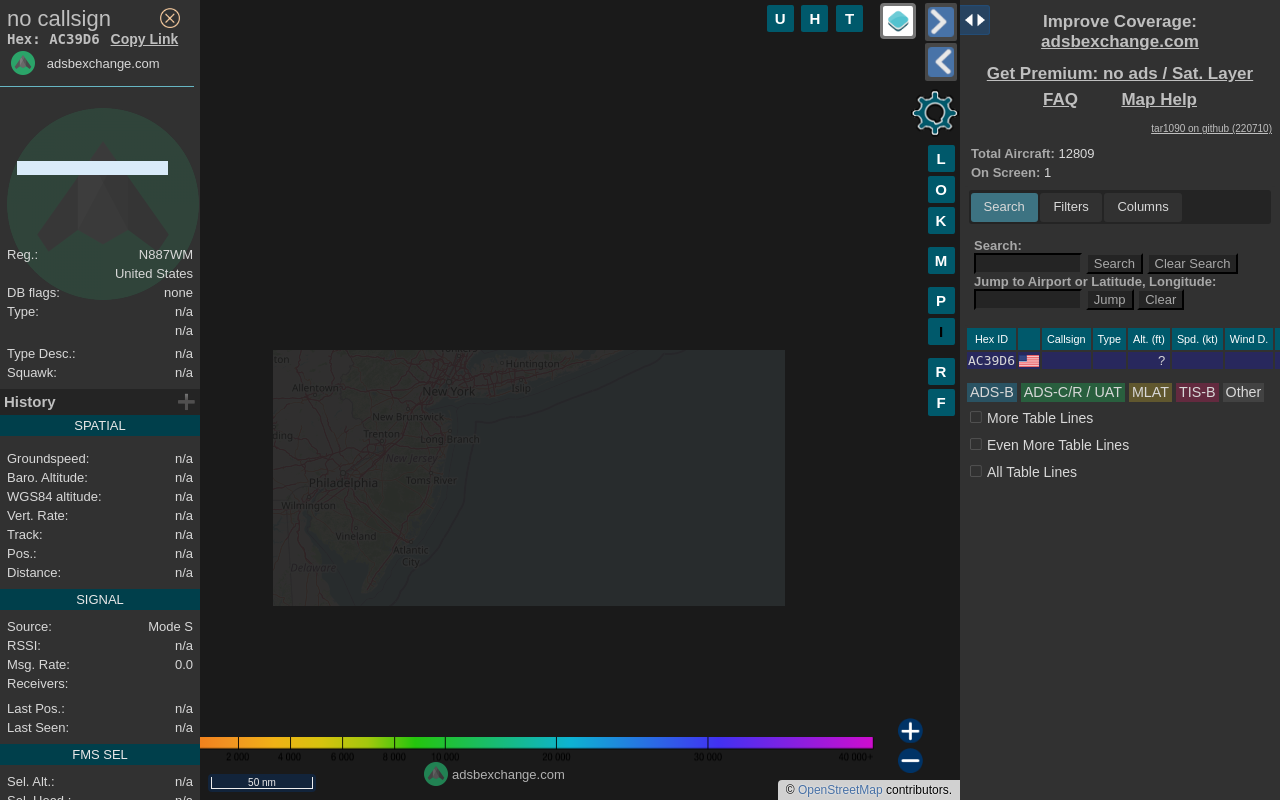 no callsign
Hex: AC39D6 Copy Link
adsbexchange.com
Reg.: N887WM
United States
DB flags: none
Type: n/a
n/a
Type Desc.: n/a
Squawk: n/a
History
SPATIAL
Groundspeed: n/a
Baro. Altitude: n/a
WGS84 altitude: n/a
Vert. Rate: n/a
Track: n/a
Pos.: n/a
Distance: n/a
SIGNAL
Source: Mode S
RSSI: n/a
Msg. Rate: 0.0
Receivers:
Last Pos.: n/a
Last Seen: n/a
FMS SEL
Sel. Alt.: n/a
U H T
L
O
K
M
P
I
R
F
Huntington
Allentown
New York
Islip
New Brunswick
Trenton
Long Branch
New Jersey
Philadelphia
Toms River
Wilmington
Vineland
Atlantic
City
Delaware
2 000 4 000 6 000 8 000 10 000 20 000 30 000 40 000+
adsbexchange.com
50 nm
© OpenStreetMap contributors.
Improve Coverage:
adsbexchange.com
Get Premium: no ads / Sat. Layer
FAQ Map Help
tar1090 on github (220710)
Total Aircraft: 12809
On Screen: 1
Search Filters Columns
Search:
Search Clear Search
Jump to Airport or Latitude, Longitude:
Jump Clear
Hex ID Callsign Type Alt. (ft) Spd. (kt) Wind D.
AC39D6 ?
ADS-B ADS-C/R / UAT MLAT TIS-B Other
More Table Lines
Even More Table Lines
All Table Lines